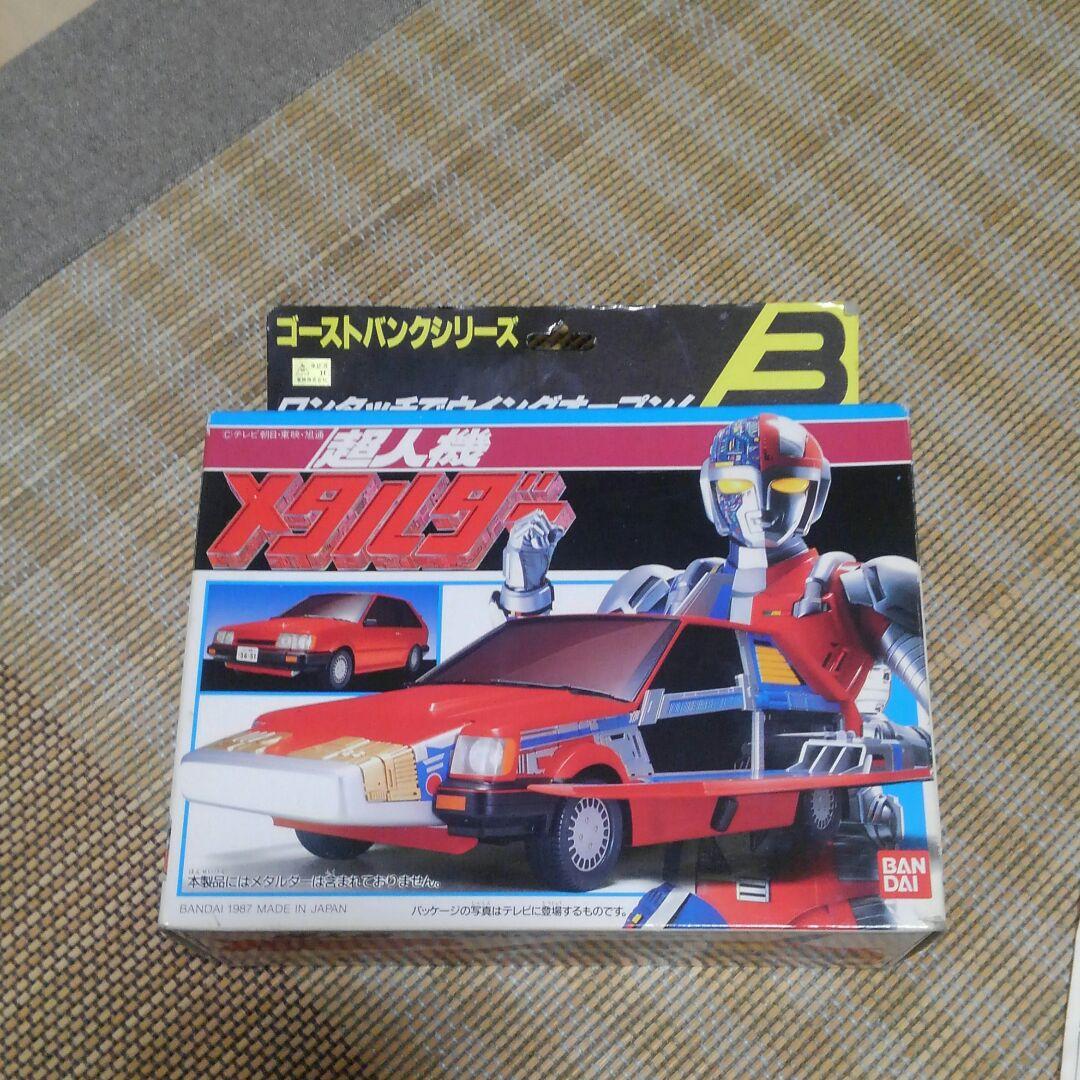 ゴーストバンクシリーズ
3
ワンタッチでウイングオープン!
©テレビ朝日・東映・旭通
超人機
メタルダー
34-51
本製品にはメタルダーは含まれておりません。
BANDAI 1987 MADE IN JAPAN
パッケージの写真はテレビに登場するものです。
BAN
DAI